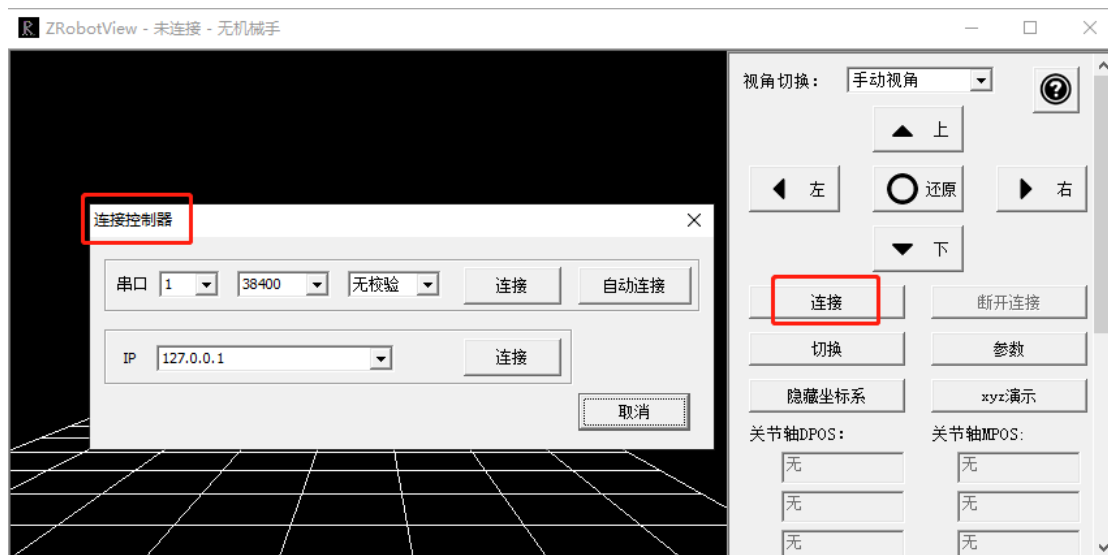 ZRobotView - 未连接 - 无机械手
视角切换： 手动视角
上
左 还原 右
下
连接控制器
串口 1 38400 无校验 连接 自动连接
IP 127.0.0.1 连接
取消
连接 断开连接
切换 参数
隐藏坐标系 xyz演示
关节轴DPOS: 关节轴MPOS:
无 无
无 无
无 无